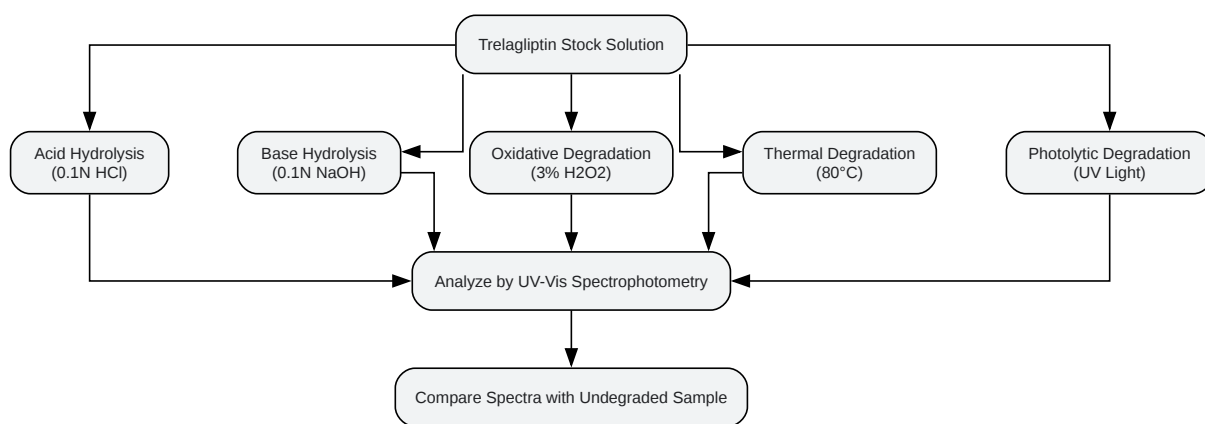 Trelagliptin Stock Solution
Acid Hydrolysis
(0.1N HCl)
Base Hydrolysis
(0.1N NaOH)
Oxidative Degradation
(3% H2O2)
Thermal Degradation
(80°C)
Photolytic Degradation
(UV Light)
Analyze by UV-Vis Spectrophotometry
Compare Spectra with Undegraded Sample